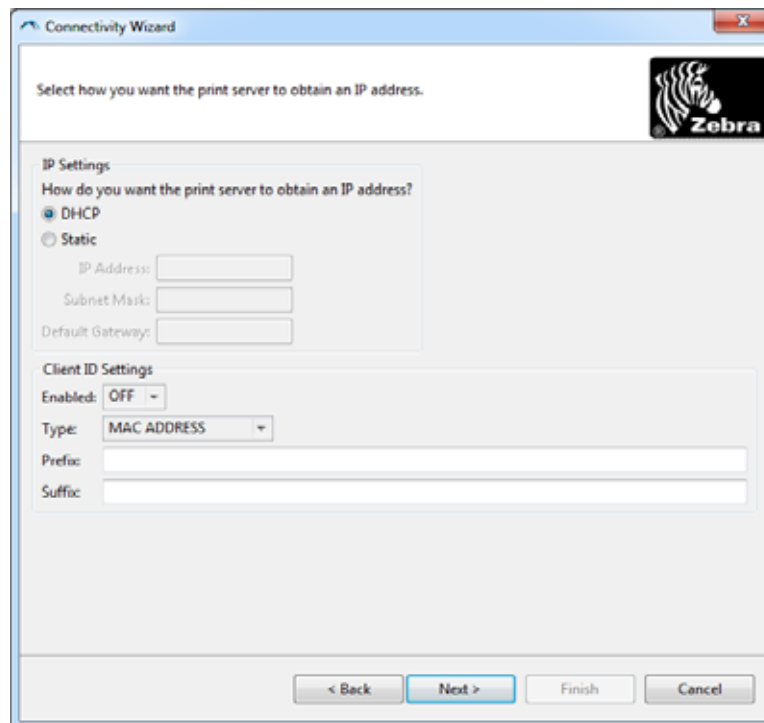 Connectivity Wizard
Select how you want the print server to obtain an IP address.
® Zebra
IP Settings
How do you want the print server to obtain an IP address?
DHCP
Static
IP Address:
Subnet Mask:
Default Gateway:
Client ID Settings
Enabled: OFF
Type: MAC ADDRESS
Prefix:
Suffix:
< Back Next > Finish Cancel